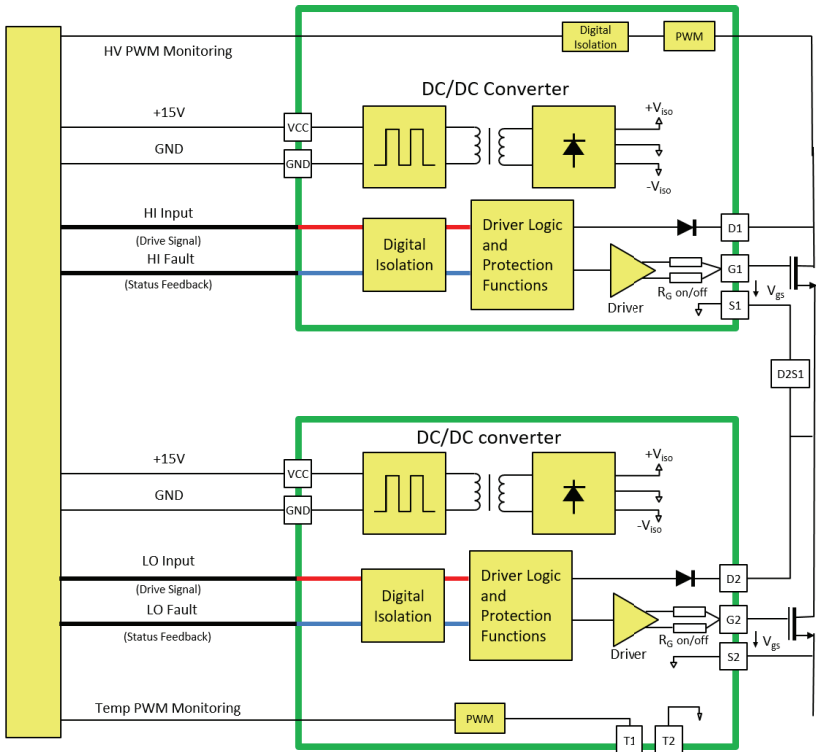 HV PWM Monitoring
Digital
Isolation
PWM
DC/DC Converter
+15V
VCC
GND
GND
+Viso
-Viso
HI Input
(Drive Signal)
HI Fault
(Status Feedback)
Digital
Isolation
Driver Logic
and
Protection
Functions
Driver
RG on/off
D1
G1
S1
Vgs
D2S1
DC/DC converter
+15V
VCC
GND
GND
+Viso
-Viso
LO Input
(Drive Signal)
LO Fault
(Status Feedback)
Digital
Isolation
Driver Logic
and
Protection
Functions
Driver
RG on/off
D2
G2
S2
Vgs
Temp PWM Monitoring
PWM
T1
T2